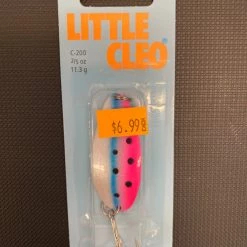 LITTLE
CLEO®
C-200
2/5 oz
11.3 g
$6.99